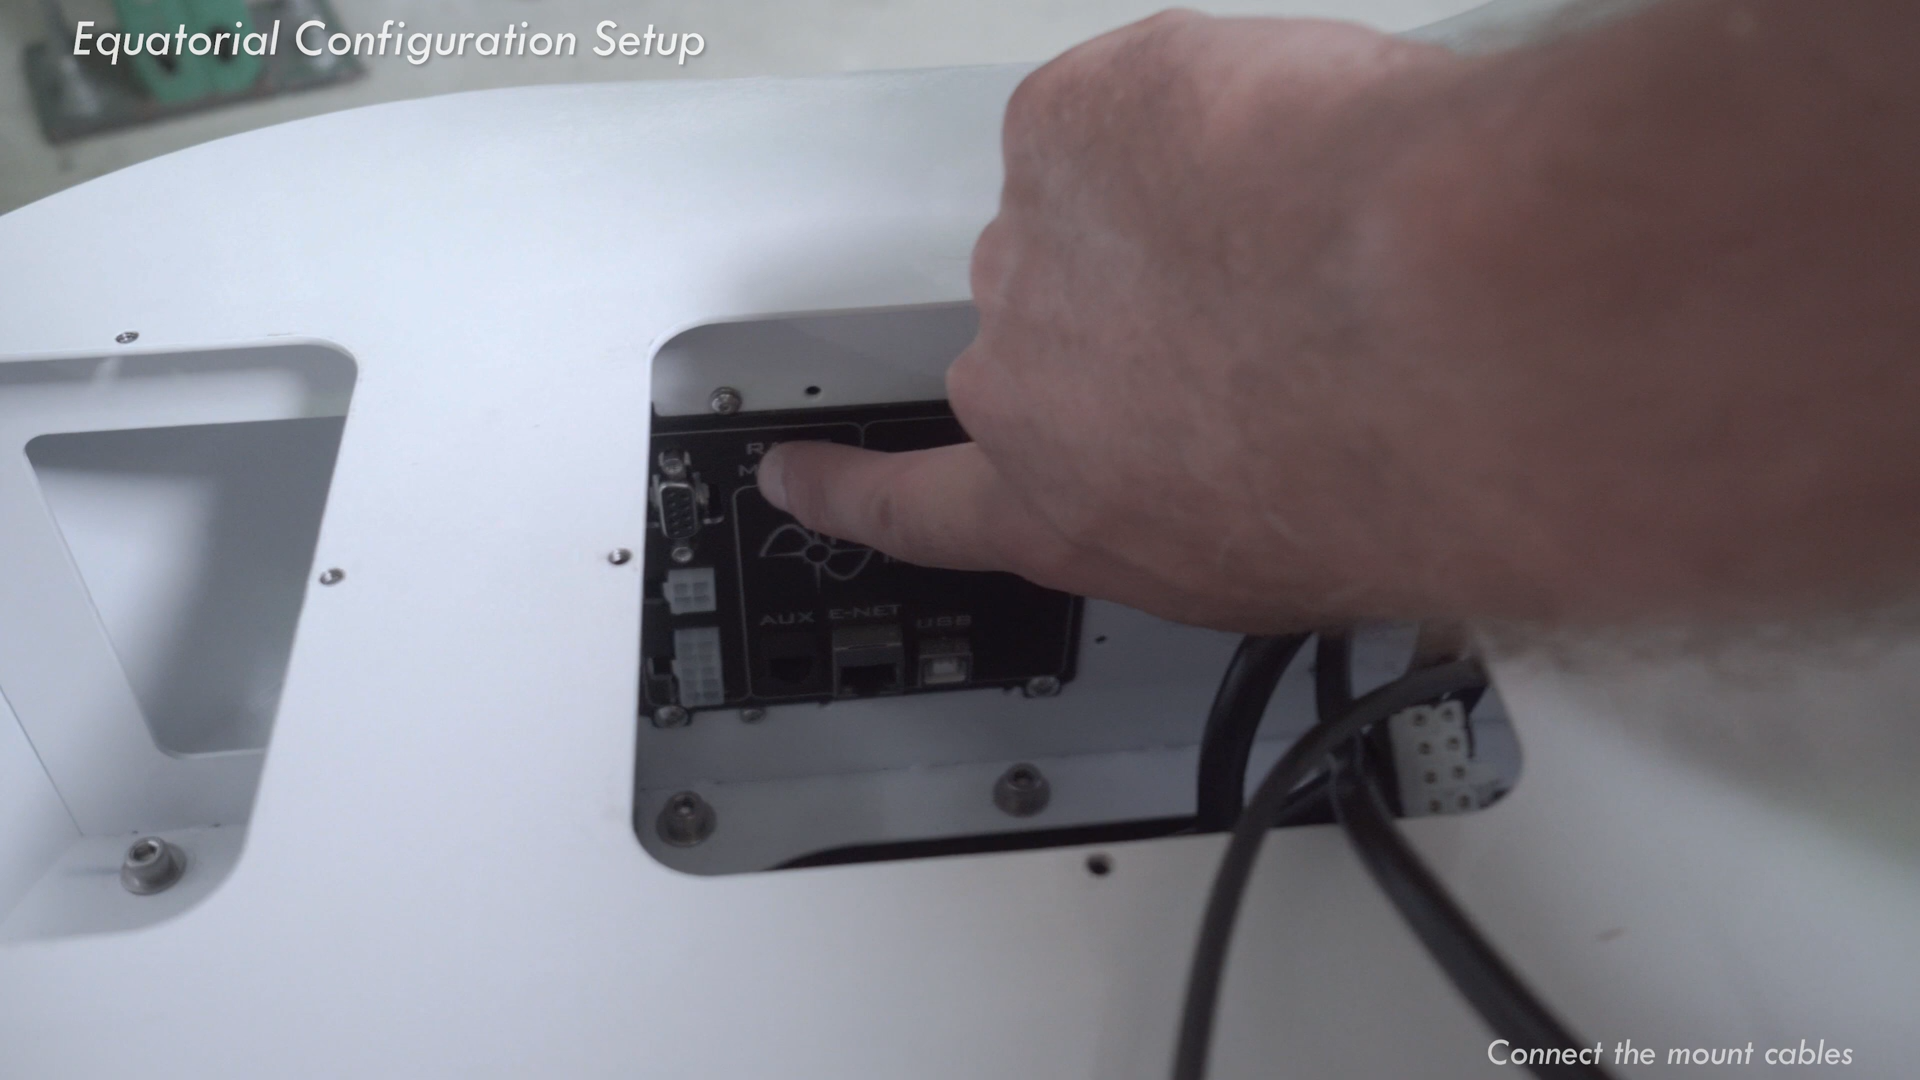 Equatorial Configuration Setup
AUX E-NET USB
Connect the mount cables